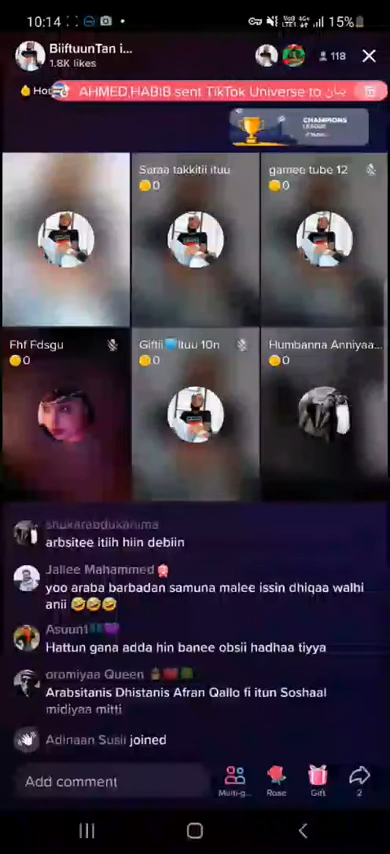 10:14
15%
BiiftuunTan i...
1.8K likes
118
AHMED,HABIB sent TikTok Universe to جان
CHAMPIONS
LEAGUE
Saraa takkitii ituu
0
gamee tube 12
0
Fhf Fdsgu
0
Giftii Ituu 10n
0
Humbanna Anniyaa...
0
shukarabdukarima
arbsitee itiih hiin debiin
Jallee Mahammed
yoo araba barbadan samuna malee issin dhiqaa walhi
anii 🤣🤣🤣
Asuun1
Hattun gana adda hin banee obsii hadhaa tiyya
oromiyaa Queen
Arabsitanis Dhistanis Afran Qallo fi itun Soshaal
midiyaa mitti
Adinaan Susii joined
Add comment
Multi-g...
Rose
Gift
2